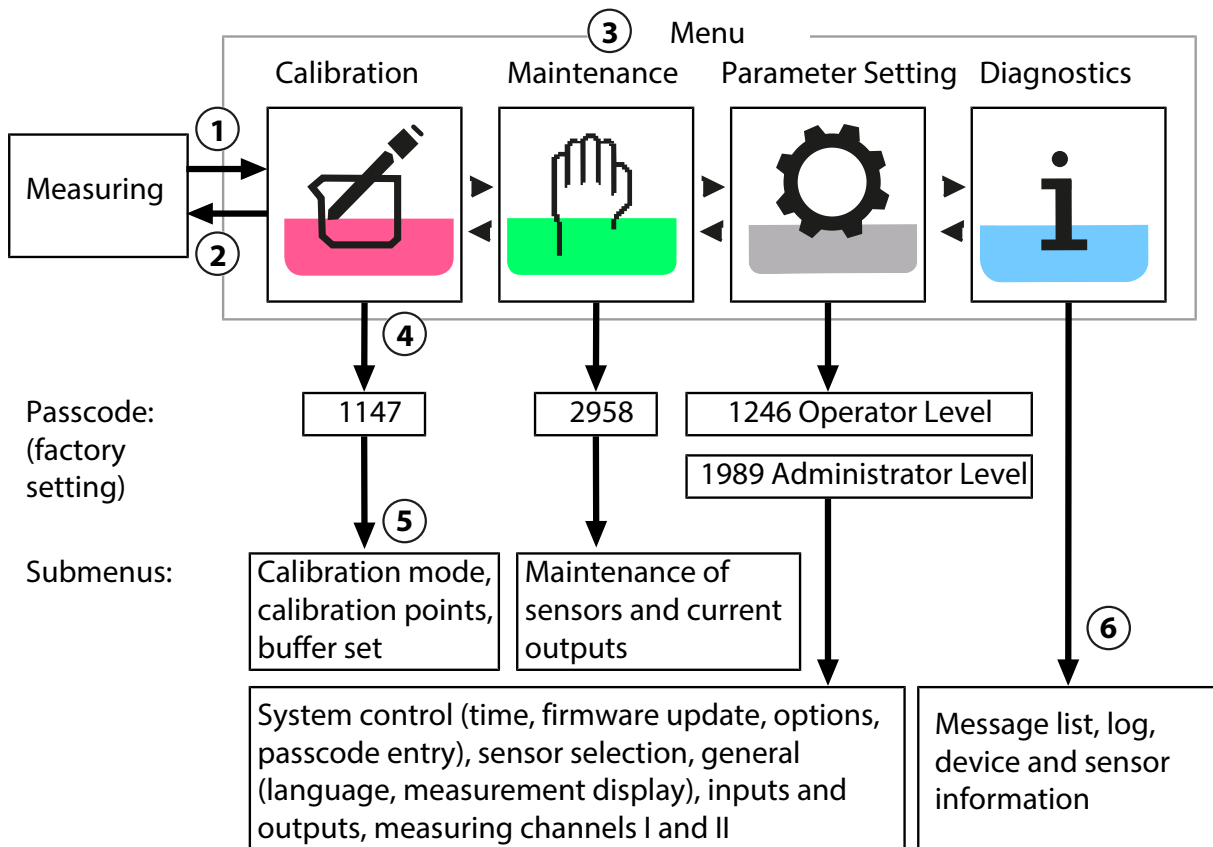 3 Menu
Calibration Maintenance Parameter Setting Diagnostics
1
Measuring
2
4
Passcode:
(factory
setting)
1147
2958
1246 Operator Level
1989 Administrator Level
5
Submenus:
Calibration mode,
calibration points,
buffer set
Maintenance of
sensors and current
outputs
6
System control (time, firmware update, options,
passcode entry), sensor selection, general
(language, measurement display), inputs and
outputs, measuring channels I and II
Message list, log,
device and sensor
information